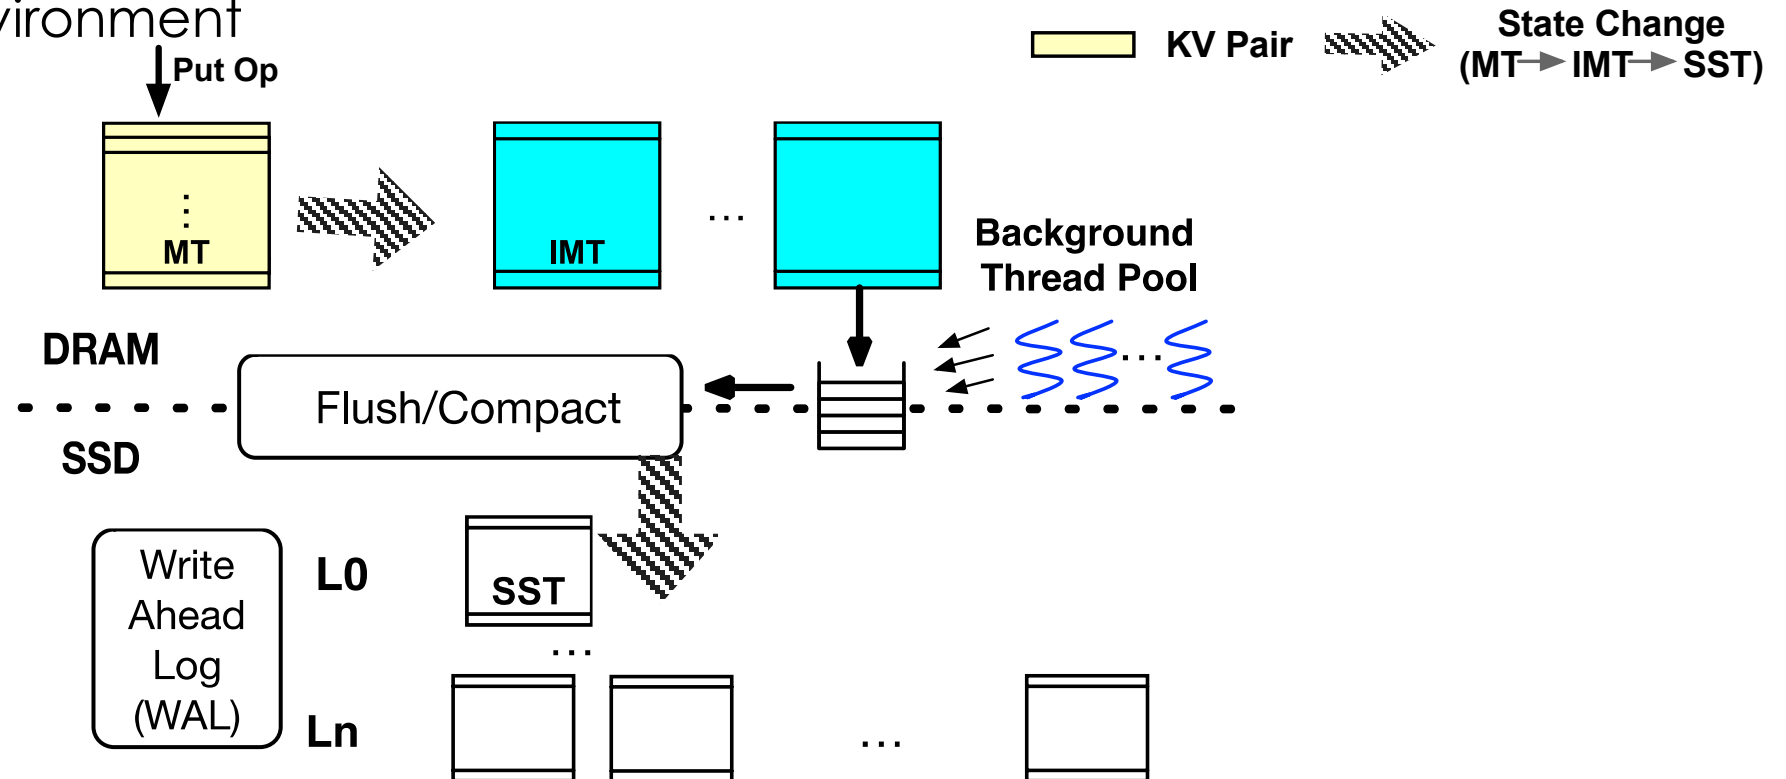 vironment
Put Op
KV Pair
State Change
(MT IMT SST)
⋮
MT
IMT
...
Background
Thread Pool
...
DRAM
Flush/Compact
SSD
Write
Ahead
Log
(WAL)
L0
SST
...
Ln
...